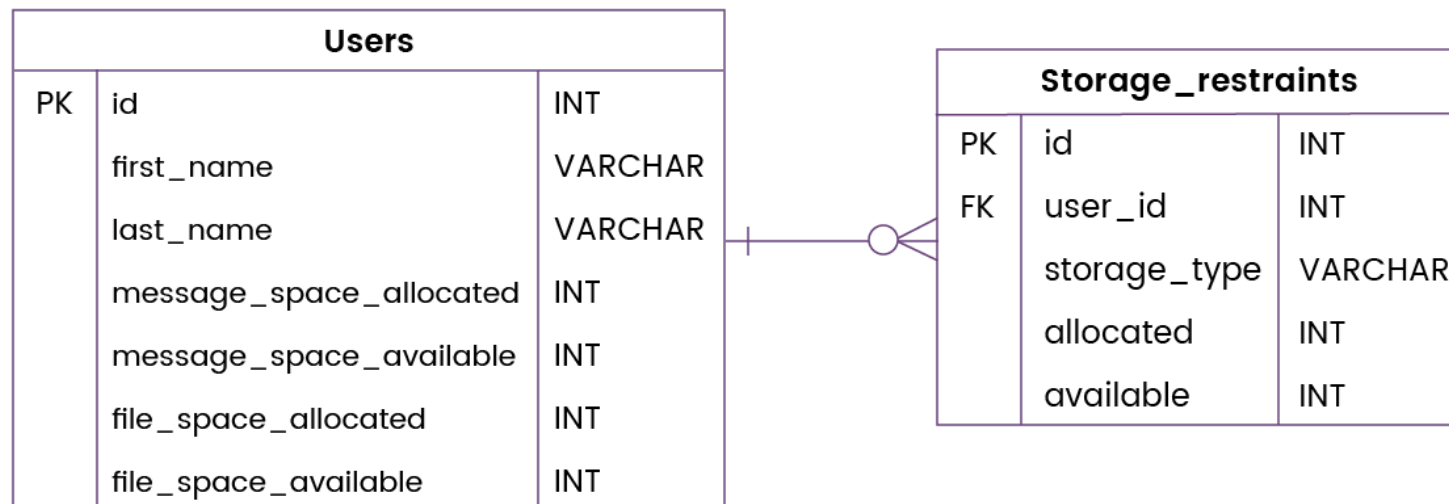 Users
PK id INT
first_name VARCHAR
last_name VARCHAR
message_space_allocated INT
message_space_available INT
file_space_allocated INT
file_space_available INT
Storage_restraints
PK id INT
FK user_id INT
storage_type VARCHAR
allocated INT
available INT